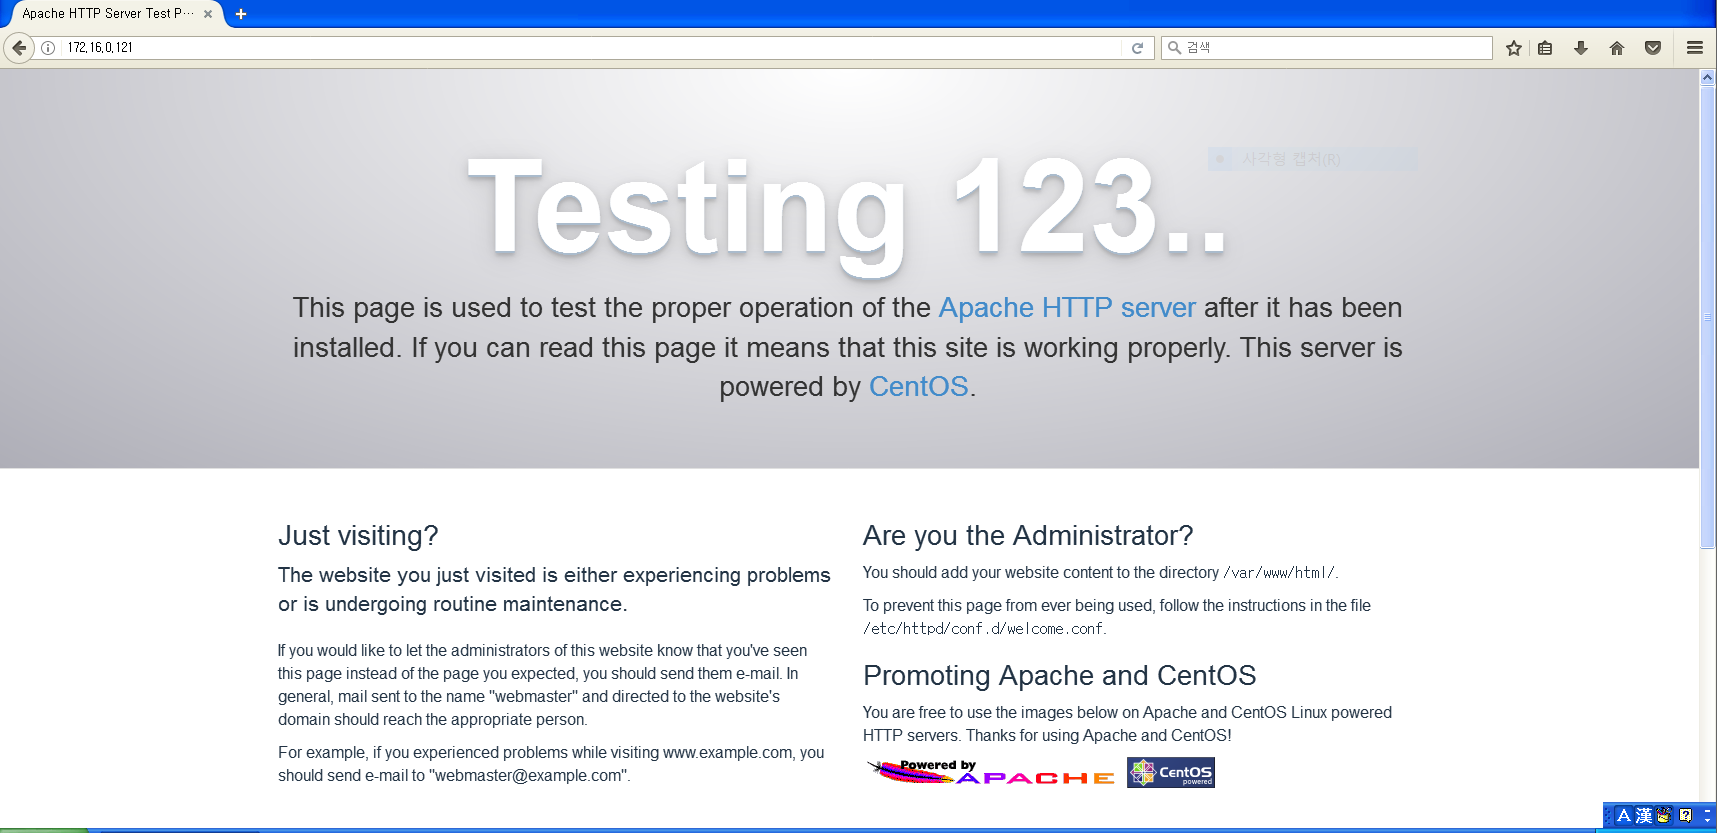 Apache HTTP Server Test P...
172.16.0.121
검색
사각형 캡처(R)
Testing 123..
This page is used to test the proper operation of the Apache HTTP server after it has been
installed. If you can read this page it means that this site is working properly. This server is
powered by CentOS.
Just visiting?
The website you just visited is either experiencing problems
or is undergoing routine maintenance.
If you would like to let the administrators of this website know that you've seen
this page instead of the page you expected, you should send them e-mail. In
general, mail sent to the name "webmaster" and directed to the website's
domain should reach the appropriate person.
For example, if you experienced problems while visiting www.example.com, you
should send e-mail to "webmaster@example.com".
Are you the Administrator?
You should add your website content to the directory /var/www/html/.
To prevent this page from ever being used, follow the instructions in the file
/etc/httpd/conf.d/welcome.conf.
Promoting Apache and CentOS
You are free to use the images below on Apache and CentOS Linux powered
HTTP servers. Thanks for using Apache and CentOS!
Powered by
APACHE
CentOS
powered
A 漢